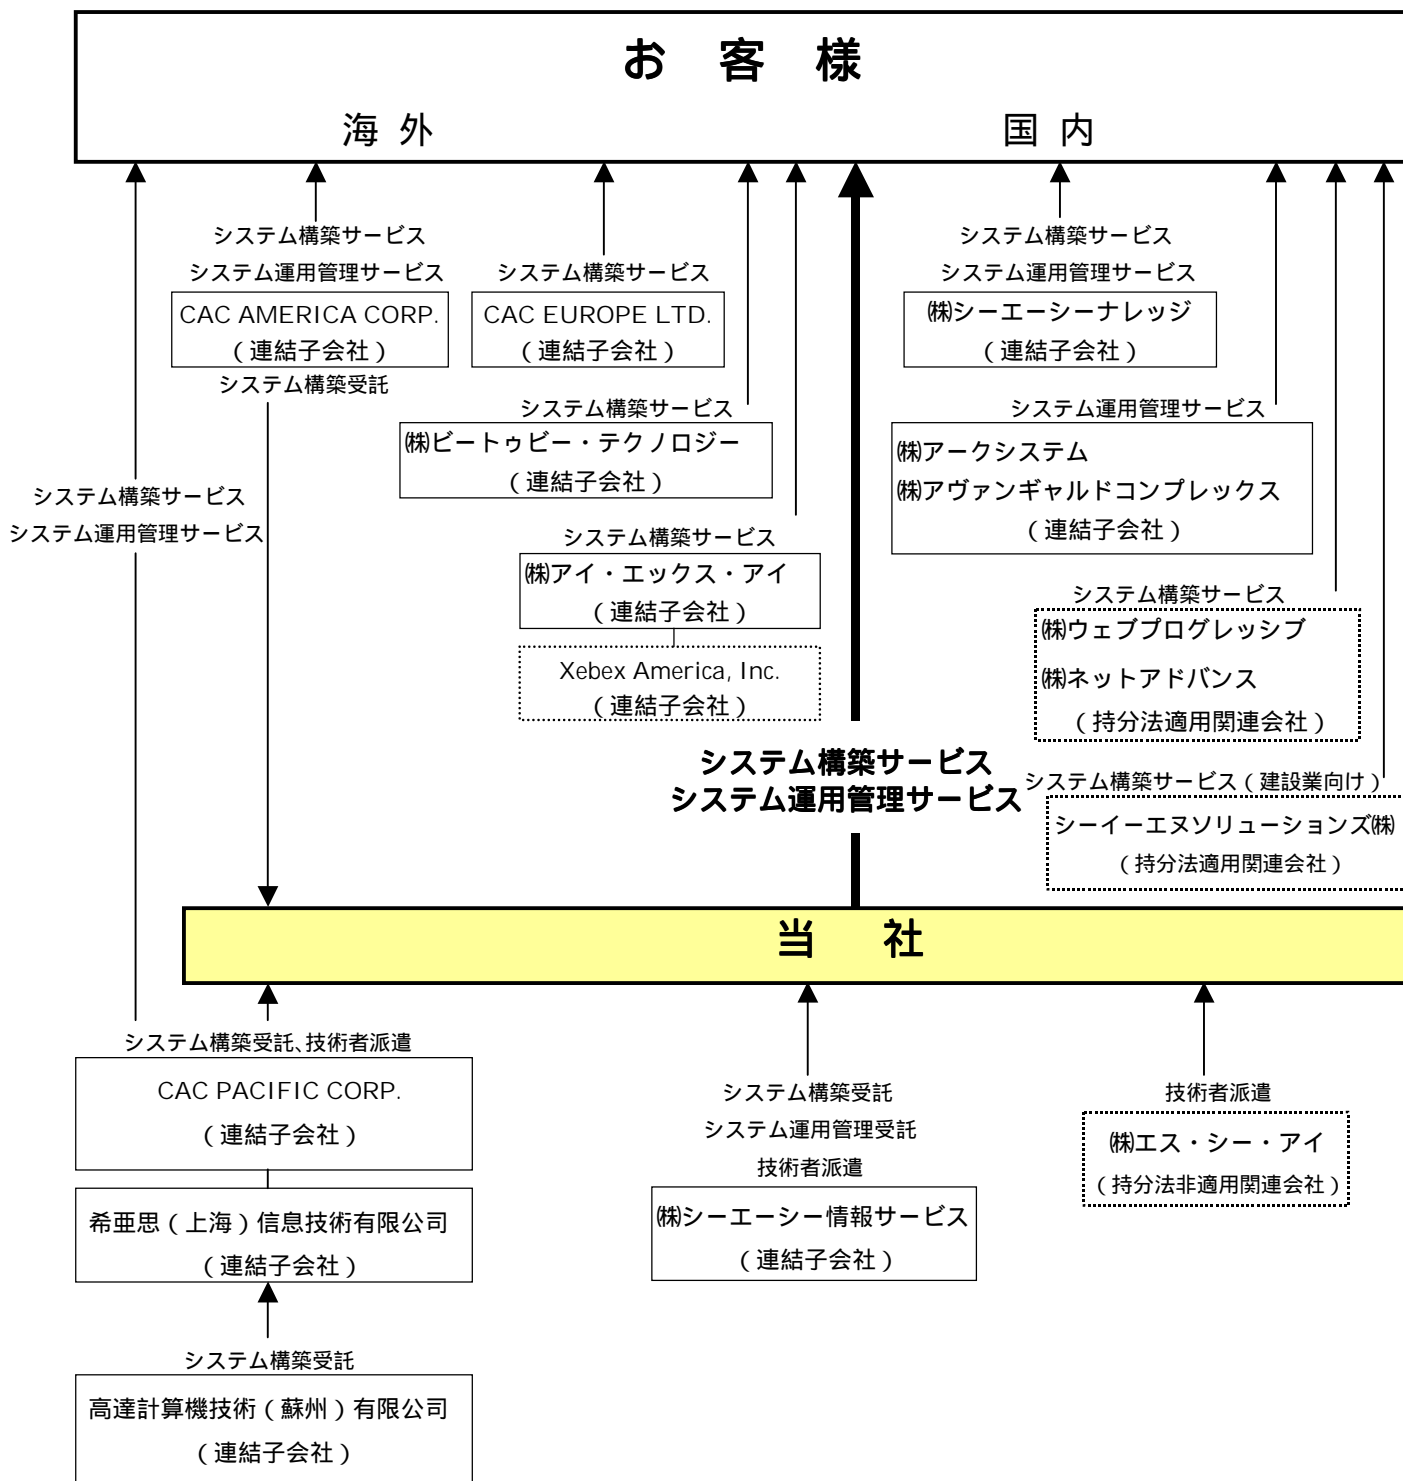 お 客 様
海 外
国 内
システム構築サービス
システム運用管理サービス
CAC AMERICA CORP.
(連結子会社)
システム構築受託
システム構築サービス
CAC EUROPE LTD.
(連結子会社)
システム構築サービス
システム運用管理サービス
㈱シーエーシーナレッジ
(連結子会社)
システム構築サービス
㈱ビートゥビー・テクノロジー
(連結子会社)
システム運用管理サービス
㈱アークシステム
㈱アヴァンギャルドコンプレックス
(連結子会社)
システム構築サービス
システム運用管理サービス
システム構築サービス
㈱アイ・エックス・アイ
(連結子会社)
Xebex America, Inc.
(連結子会社)
システム構築サービス
㈱ウェブプログレッシブ
㈱ネットアドバンス
(持分法適用関連会社)
システム構築サービス
システム運用管理サービス
システム構築サービス(建設業向け)
シーイーエヌソリューションズ㈱
(持分法適用関連会社)
当 社
システム構築受託、技術者派遣
CAC PACIFIC CORP.
(連結子会社)
希亜思(上海)信息技術有限公司
(連結子会社)
システム構築受託
高達計算機技術(蘇州)有限公司
(連結子会社)
システム構築受託
システム運用管理受託
技術者派遣
㈱シーエーシー情報サービス
(連結子会社)
技術者派遣
㈱エス・シー・アイ
(持分法非適用関連会社)